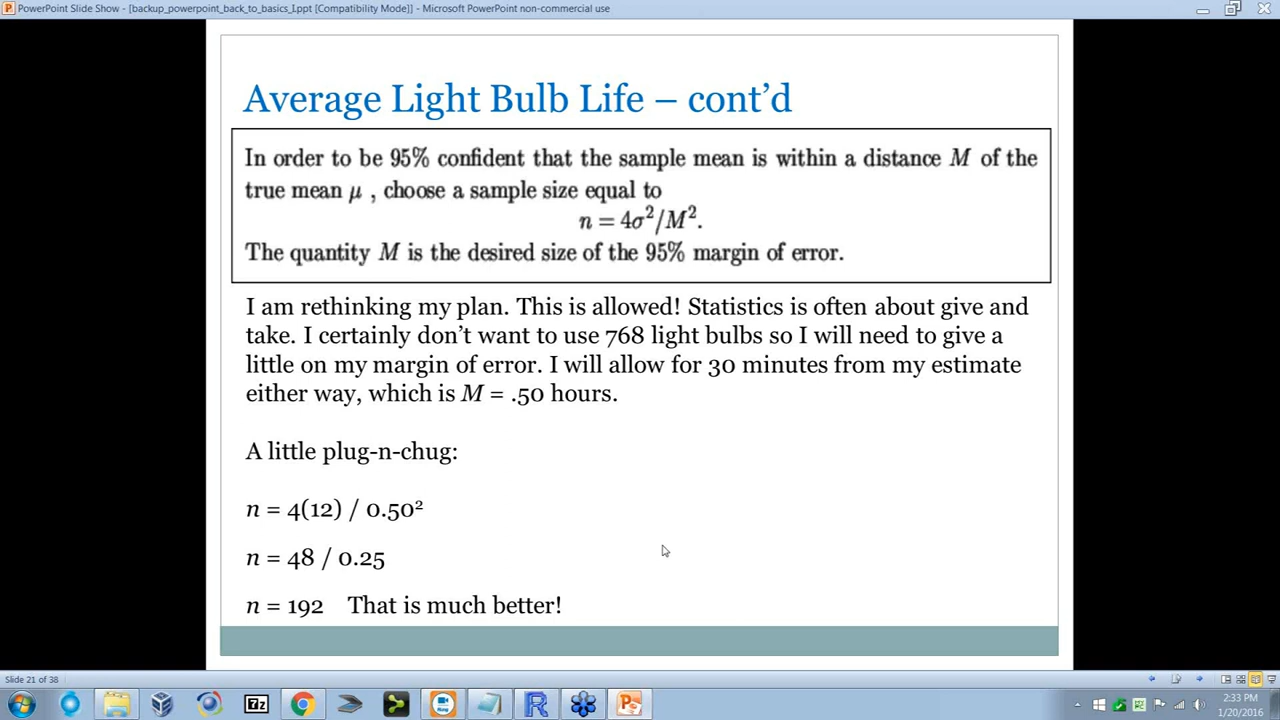 PowerPoint Slide Show - [backup_powerpoint_back_to_basics_I.ppt [Compatibility Mode]] - Microsoft PowerPoint non-commercial use
Average Light Bulb Life – cont’d
In order to be 95% confident that the sample mean is within a distance M of the
true mean μ , choose a sample size equal to
n = 4σ²/M².
The quantity M is the desired size of the 95% margin of error.
I am rethinking my plan. This is allowed! Statistics is often about give and
take. I certainly don’t want to use 768 light bulbs so I will need to give a
little on my margin of error. I will allow for 30 minutes from my estimate
either way, which is M = .50 hours.
A little plug-n-chug:
n = 4(12) / 0.50²
n = 48 / 0.25
n = 192 That is much better!
Slide 21 of 38
7z
R
2:33 PM
1/20/2016